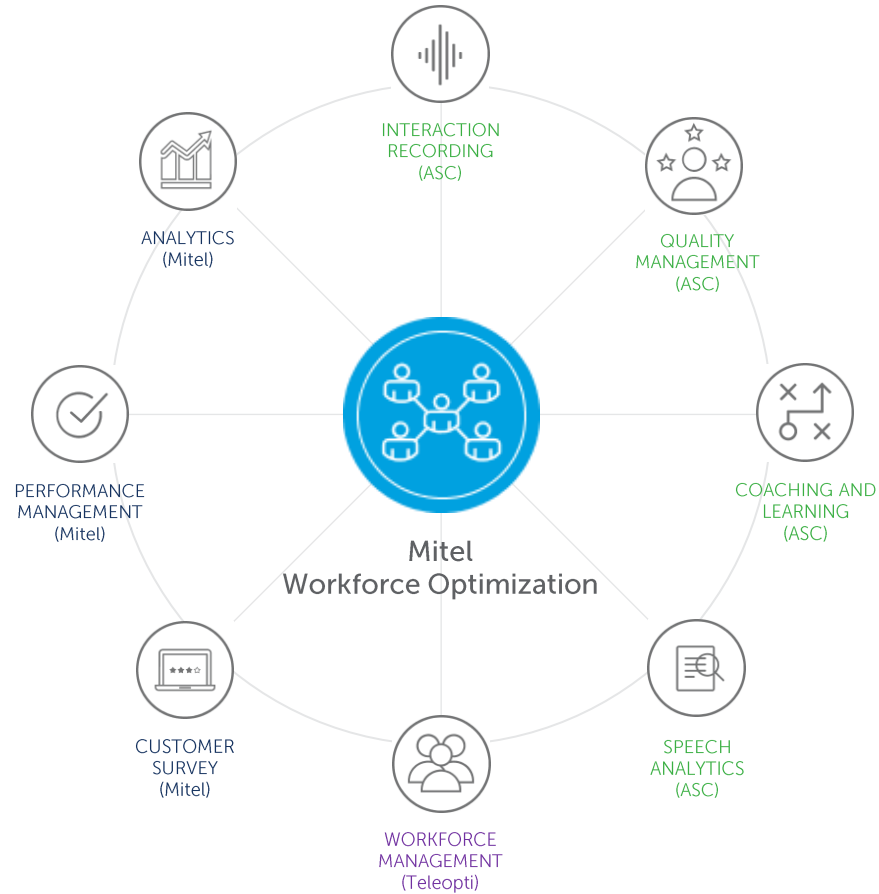 INTERACTION
RECORDING
(ASC)
QUALITY
MANAGEMENT
(ASC)
COACHING AND
LEARNING
(ASC)
SPEECH
ANALYTICS
(ASC)
WORKFORCE
MANAGEMENT
(Teleopti)
CUSTOMER
SURVEY
(Mitel)
PERFORMANCE
MANAGEMENT
(Mitel)
ANALYTICS
(Mitel)
Mitel
Workforce Optimization